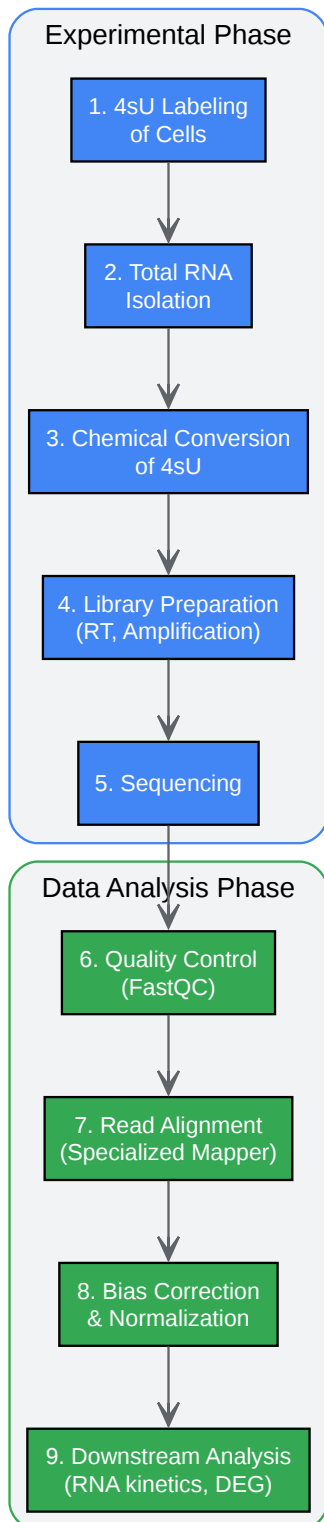 Experimental Phase
1. 4sU Labeling
of Cells
2. Total RNA
Isolation
3. Chemical Conversion
of 4sU
4. Library Preparation
(RT, Amplification)
5. Sequencing
Data Analysis Phase
6. Quality Control
(FastQC)
7. Read Alignment
(Specialized Mapper)
8. Bias Correction
& Normalization
9. Downstream Analysis
(RNA kinetics, DEG)